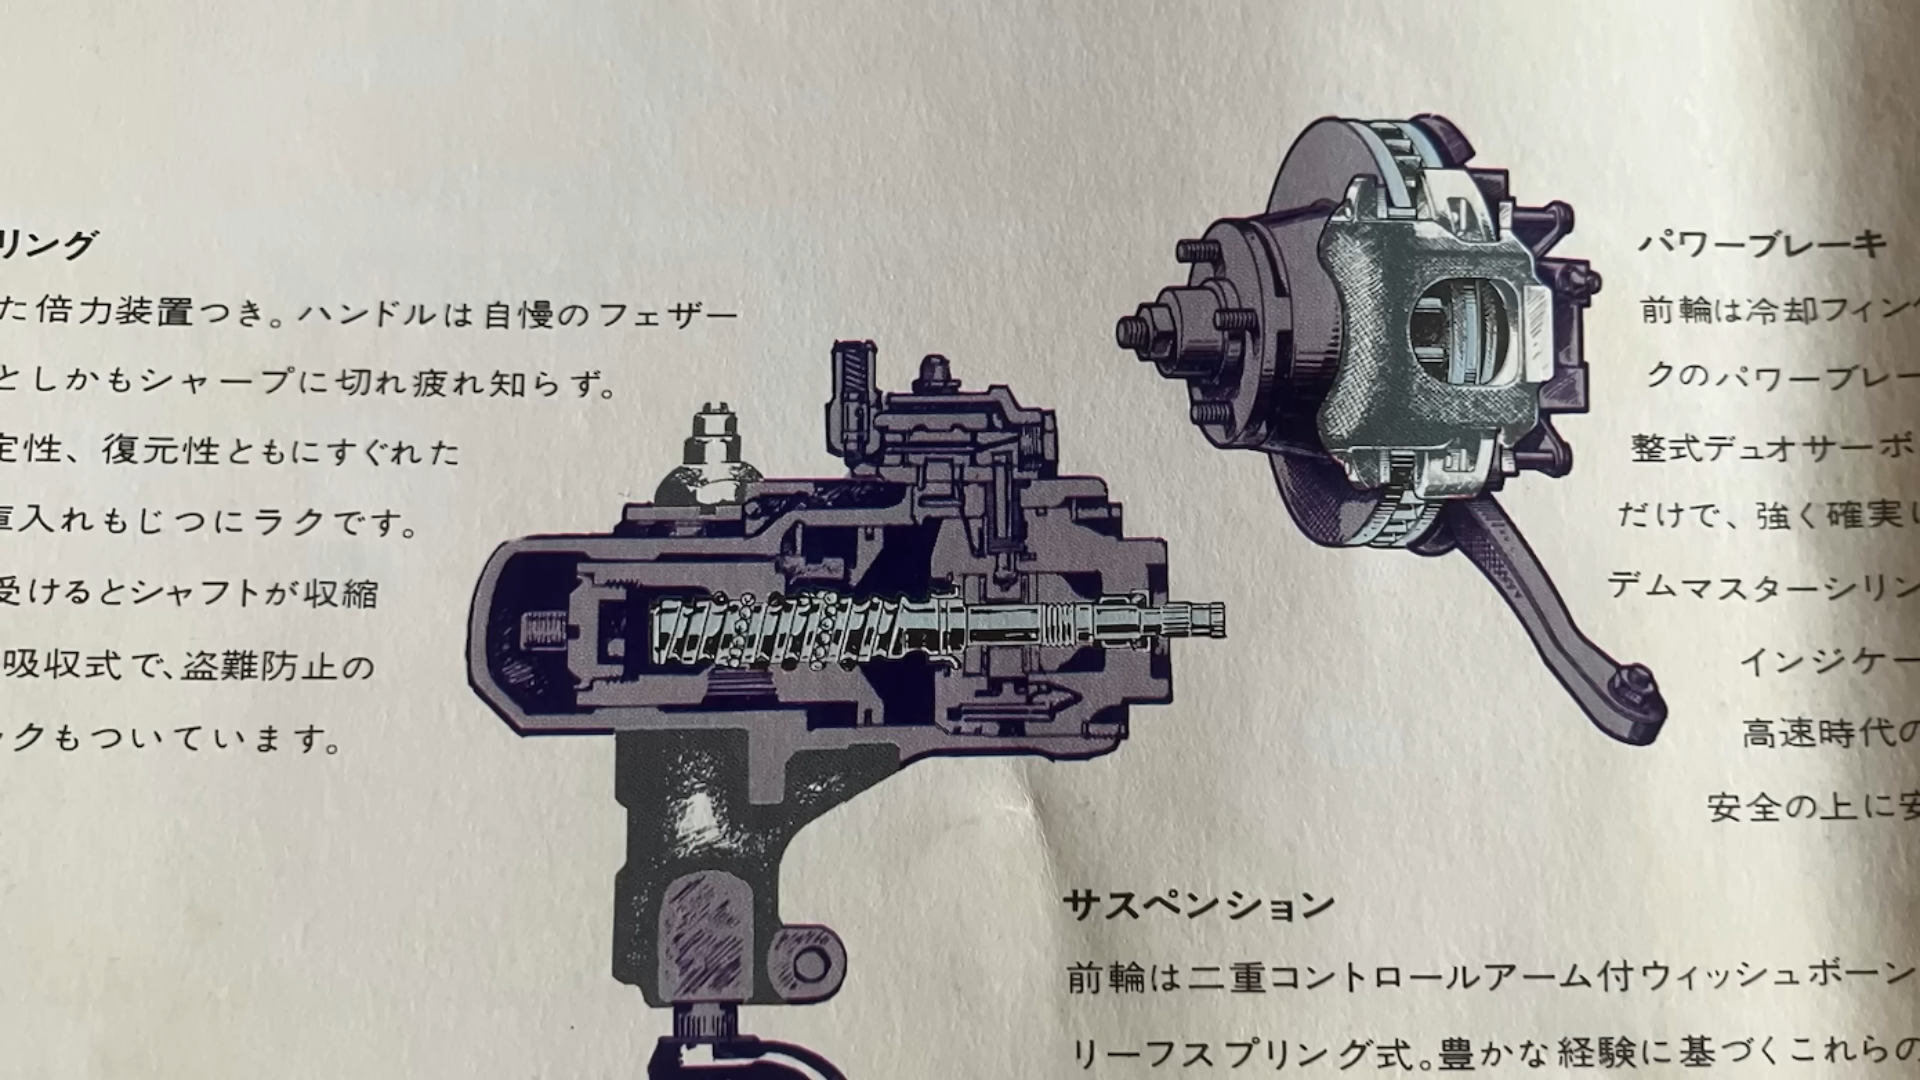 リング
た倍力装置つき。ハンドルは自慢のフェザー
としかもシャープに切れ疲れ知らず。
定性、復元性ともにすぐれた
庫入れもじつにラクです。
受けるとシャフトが収縮
吸収式で、盗難防止の
クもついています。
パワーブレーキ
前輪は冷却フィン
クのパワーブレー
整式デュオサーボ
だけで、強く確実
デムマスターシリン
インジケー
高速時代の
安全の上に安
サスペンション
前輪は二重コントロールアーム付ウィッシュボーン
リーフスプリング式。豊かな経験に基づくこれらの